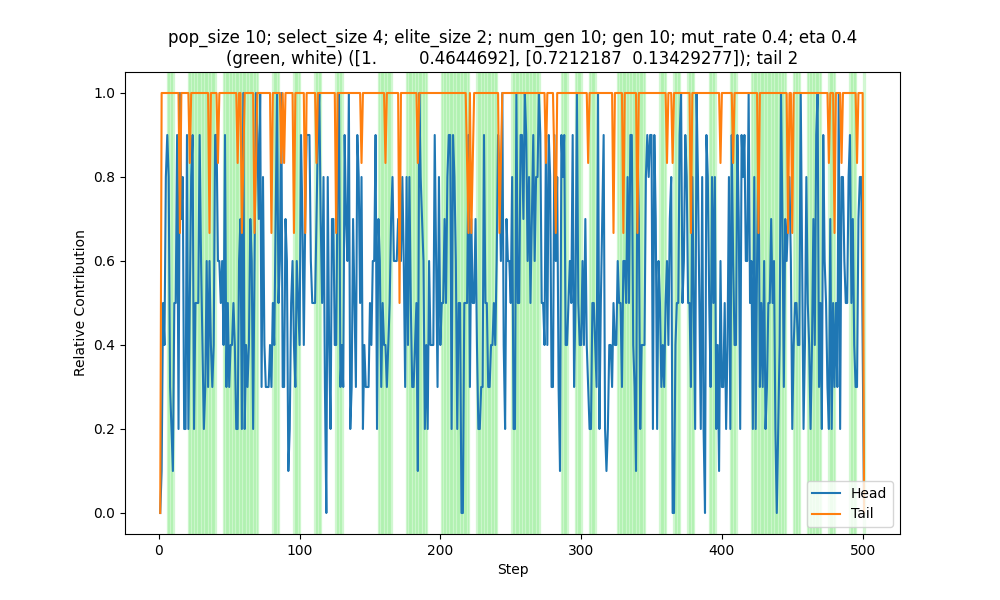 pop_size 10; select_size 4; elite_size 2; num_gen 10; gen 10; mut_rate 0.4; eta 0.4
(green, white) ([1.        0.4644692], [0.7212187  0.13429277]); tail 2
Relative Contribution
1.0
0.8
0.6
0.4
0.2
0.0
Head
Tail
0
100
200
300
400
500
Step